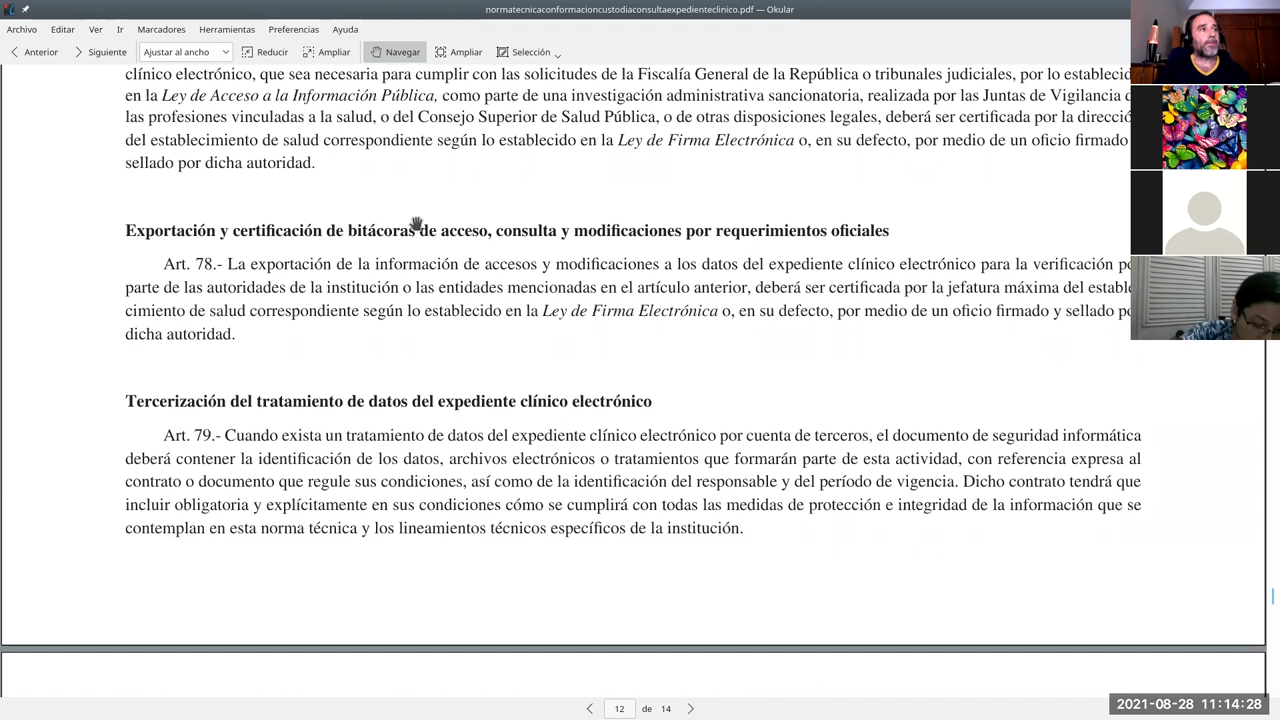 normatecnicaconformacioncustodiaconsultaexpedienteclinico.pdf — Okular
Archivo Editar Ver Ir Marcadores Herramientas Preferencias Ayuda
Anterior Siguiente Ajustar al ancho Reducir Ampliar Navegar Ampliar Selección
clínico electrónico, que sea necesaria para cumplir con las solicitudes de la Fiscalía General de la República o tribunales judiciales, por lo establecid
en la Ley de Acceso a la Información Pública, como parte de una investigación administrativa sancionatoria, realizada por las Juntas de Vigilancia d
las profesiones vinculadas a la salud, o del Consejo Superior de Salud Pública, o de otras disposiciones legales, deberá ser certificada por la direcció
del establecimiento de salud correspondiente según lo establecido en la Ley de Firma Electrónica o, en su defecto, por medio de un oficio firmado
sellado por dicha autoridad.
Exportación y certificación de bitácoras de acceso, consulta y modificaciones por requerimientos oficiales
Art. 78.- La exportación de la información de accesos y modificaciones a los datos del expediente clínico electrónico para la verificación po
parte de las autoridades de la institución o las entidades mencionadas en el artículo anterior, deberá ser certificada por la jefatura máxima del estable
cimiento de salud correspondiente según lo establecido en la Ley de Firma Electrónica o, en su defecto, por medio de un oficio firmado y sellado po
dicha autoridad.
Tercerización del tratamiento de datos del expediente clínico electrónico
Art. 79.- Cuando exista un tratamiento de datos del expediente clínico electrónico por cuenta de terceros, el documento de seguridad informática
deberá contener la identificación de los datos, archivos electrónicos o tratamientos que formarán parte de esta actividad, con referencia expresa al
contrato o documento que regule sus condiciones, así como de la identificación del responsable y del período de vigencia. Dicho contrato tendrá que
incluir obligatoria y explícitamente en sus condiciones cómo se cumplirá con todas las medidas de protección e integridad de la información que se
contemplan en esta norma técnica y los lineamientos técnicos específicos de la institución.
12 de 14
2021-08-28 11:14:28